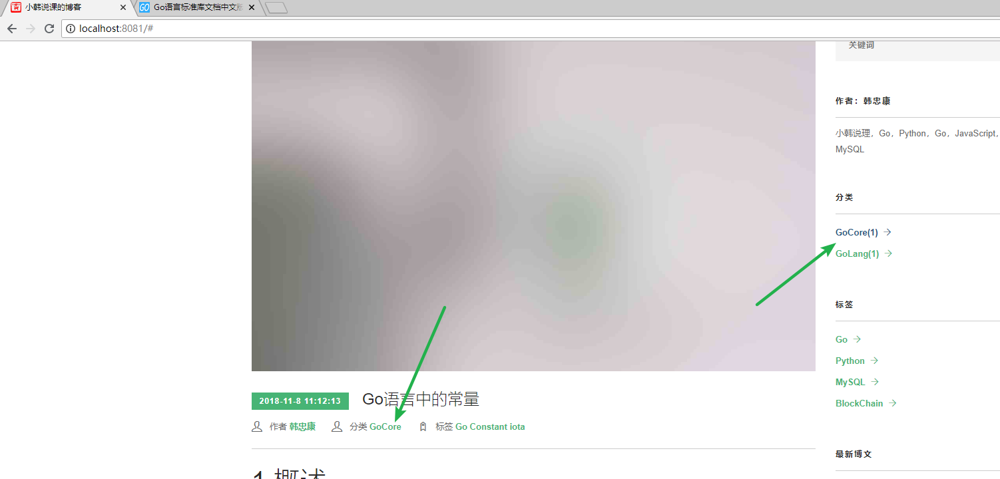 小韩说课的博客
GO Go语言标准库文档中文版
localhost:8081/#
关键词
作者：韩忠康
小韩说理，Go，Python，Go，JavaScript，
MySQL
分类
GoCore(1)
GoLang(1)
标签
Go
Python
MySQL
BlockChain
最新博文
2018-11-8 11:12:13 Go语言中的常量
作者 韩忠康 分类 GoCore 标签 Go Constant iota
1 概述